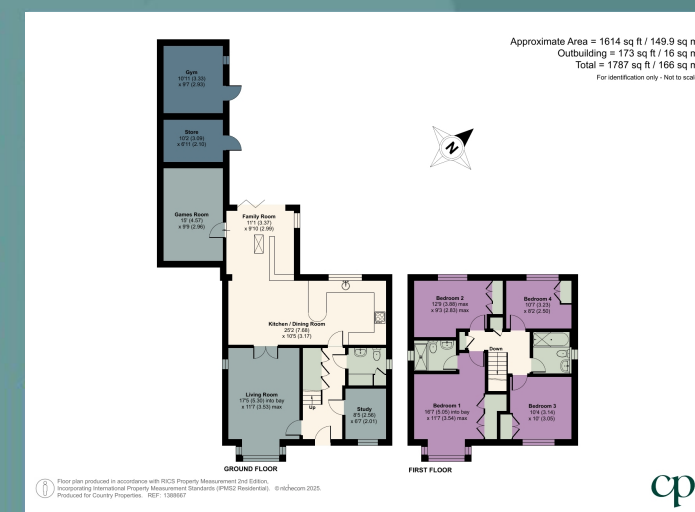 Approximate Area = 1614 sq ft / 149.9 sq m
Outbuilding = 173 sq ft / 16 sq m
Total = 1787 sq ft / 166 sq m
For identification only - Not to scal
Gym
10'11 (3.33)
x 9'7 (2.93)
Store
10'2 (3.09)
x 6'11 (2.10)
Games Room
15' (4.57)
x 9'9 (2.96)
N
Family Room
11'1 (3.37)
x 9'10 (2.99)
Kitchen / Dining Room
25'2 (7.68)
x 10'5 (3.17)
Living Room
17'5 (5.30) into bay
x 11'7 (3.53) max
Up
Study
8'5 (2.56)
x 6'7 (2.01)
GROUND FLOOR
Bedroom 2
12'9 (3.88) max
x 9'3 (2.83) max
Bedroom 4
10'7 (3.23)
x 8'2 (2.50)
Down
Bedroom 1
16'7 (5.05) into bay
x 11'7 (3.54) max
Bedroom 3
10'4 (3.14)
x 10' (3.05)
FIRST FLOOR
Floor plan produced in accordance with RICS Property Measurement 2nd Edition,
Incorporating International Property Measurement Standards (IPMS2 Residential). © nichecom 2025.
Produced for Country Properties. REF: 1388667
cp